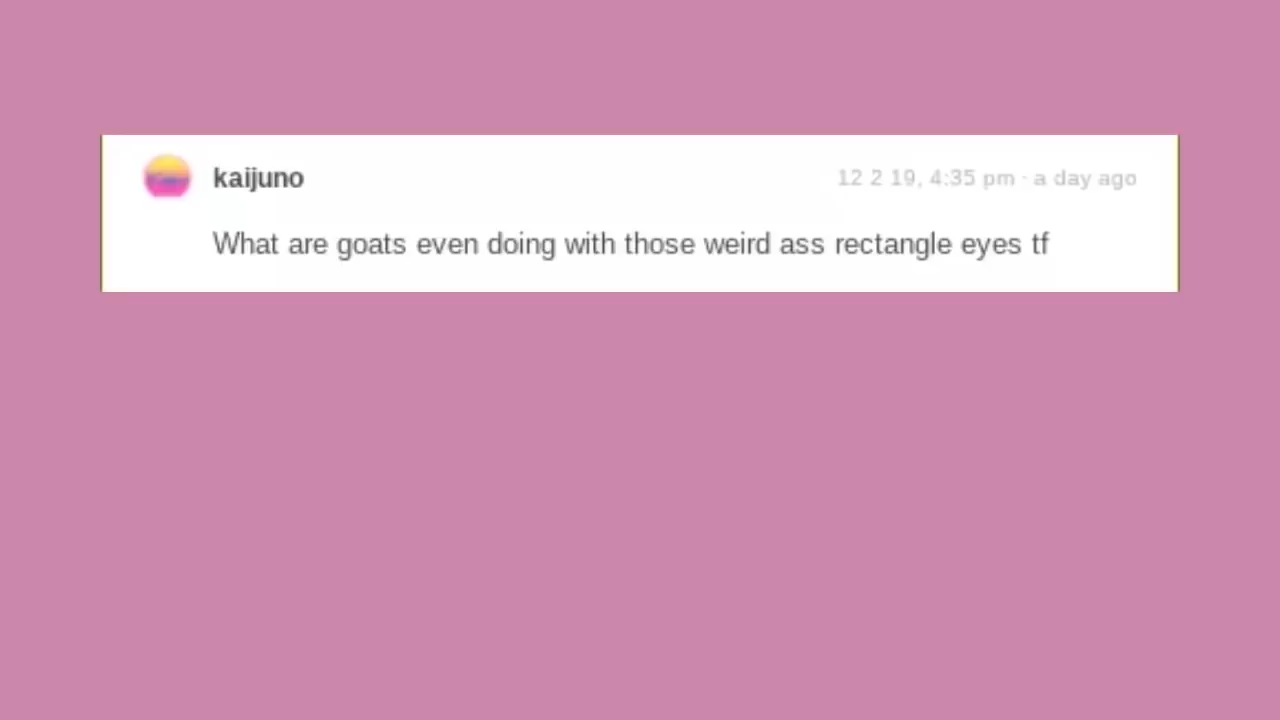 kaijuno
12 2 19, 4:35 pm · a day ago
What are goats even doing with those weird ass rectangle eyes tf